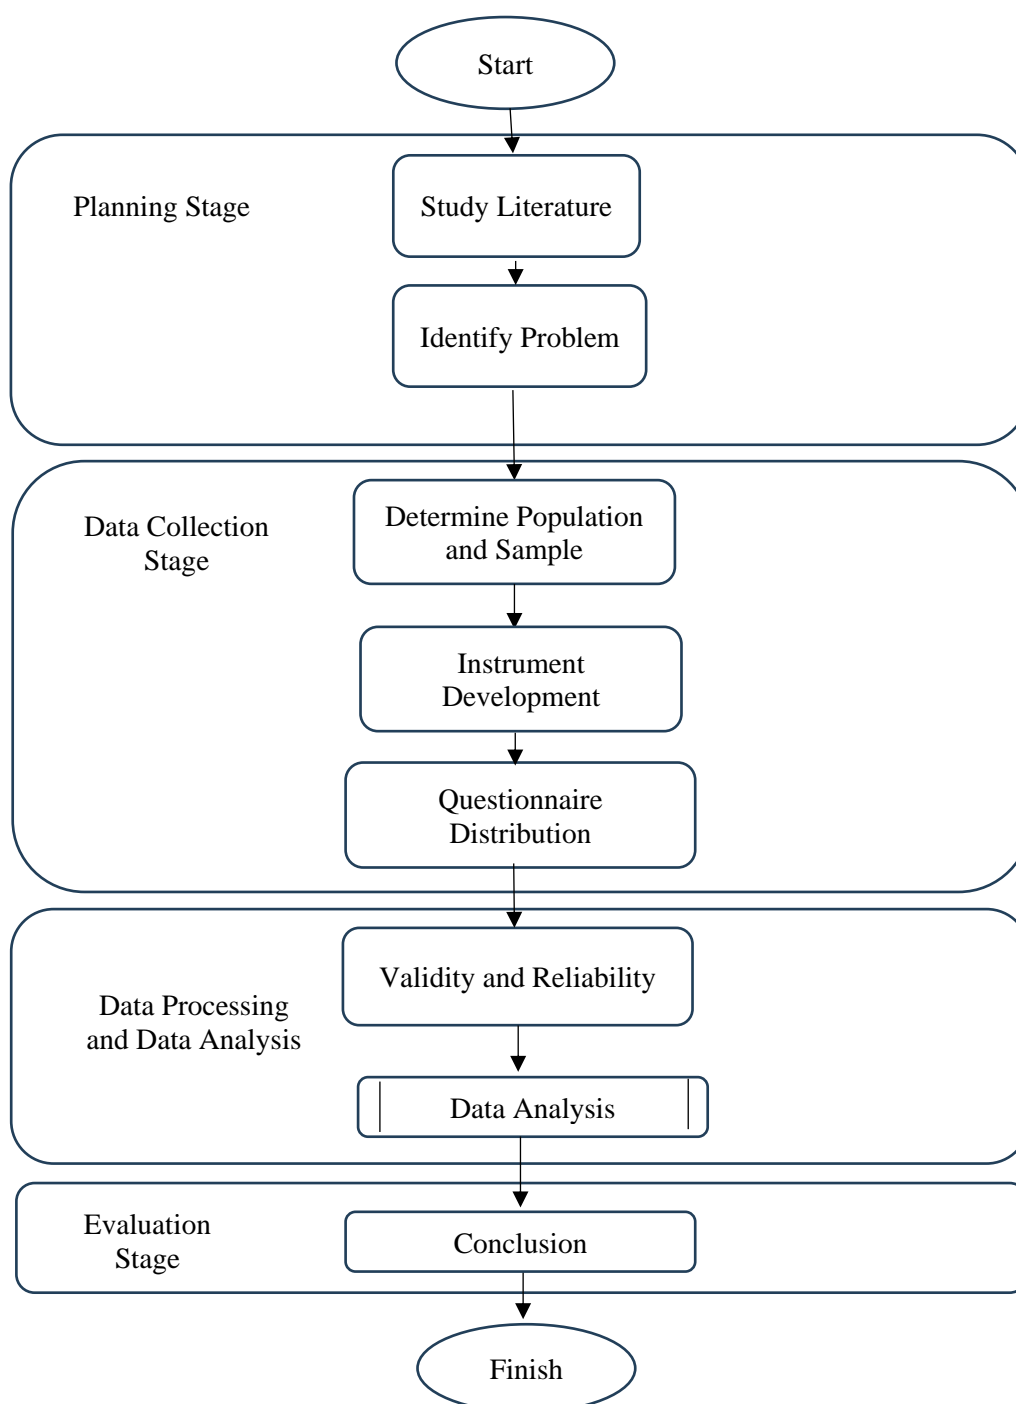 Start
Planning Stage
Study Literature
Identify Problem
Data Collection
Stage
Determine Population
and Sample
Instrument
Development
Questionnaire
Distribution
Data Processing
and Data Analysis
Validity and Reliability
Data Analysis
Evaluation
Stage
Conclusion
Finish